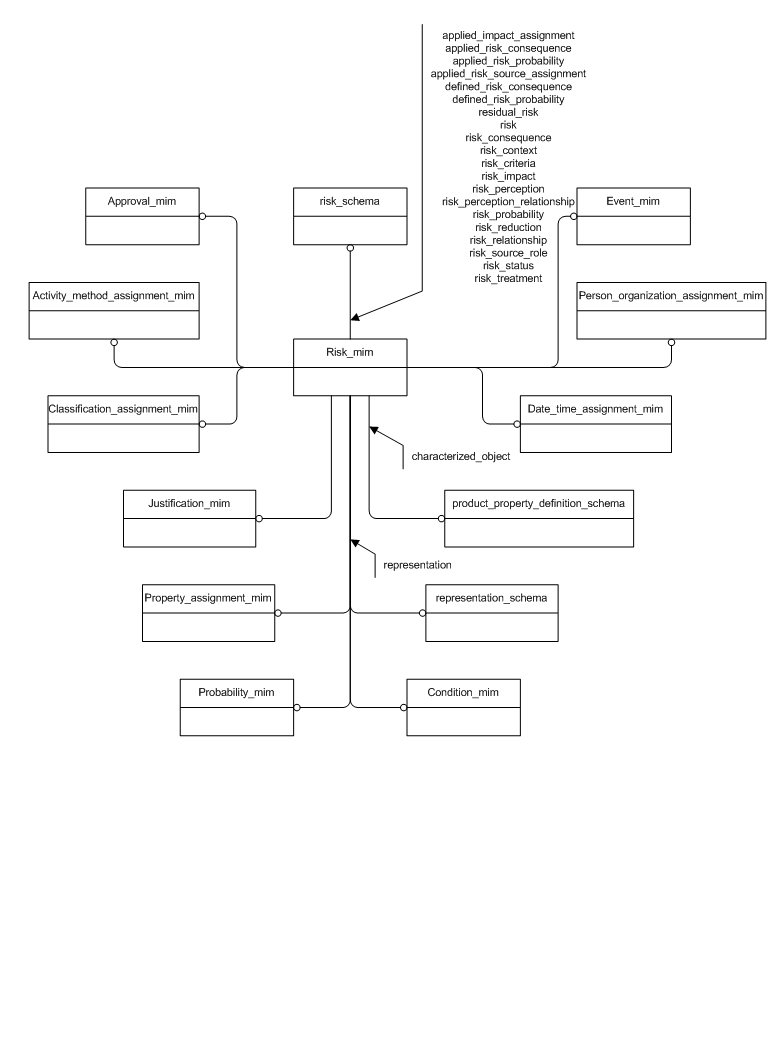 applied_impact_assignment
applied_risk_consequence
applied_risk_probability
applied_risk_source_assignment
defined_risk_consequence
defined_risk_probability
residual_risk
risk
risk_consequence
risk_context
risk_criteria
risk_impact
risk_perception
risk_perception_relationship
risk_probability
risk_reduction
risk_relationship
risk_source_role
risk_status
risk_treatment
Approval_mim
risk_schema
Event_mim
Activity_method_assignment_mim
Person_organization_assignment_mim
Risk_mim
Classification_assignment_mim
Date_time_assignment_mim
characterized_object
Justification_mim
product_property_definition_schema
representation
Property_assignment_mim
representation_schema
Probability_mim
Condition_mim